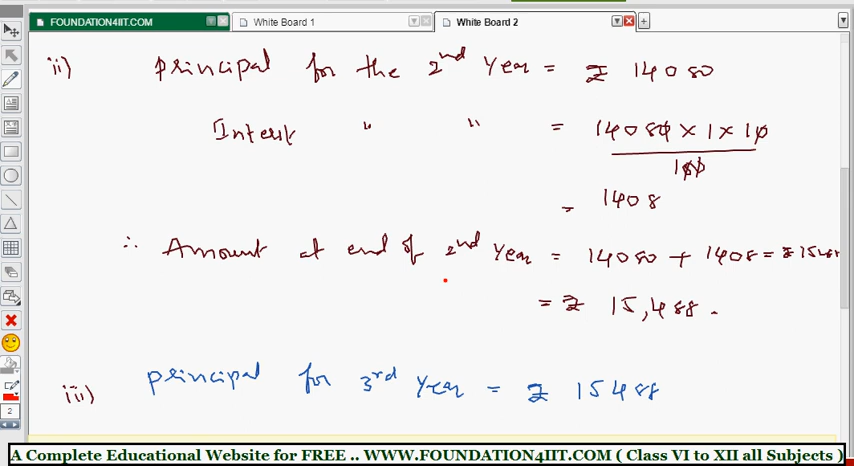 FOUNDATION4IIT.COM White Board 1 White Board 2
ii) Principal for the 2nd Year = ₹ 14080
Interest " " = 14080 × 1 × 10
100
= 1408
∴ Amount at end of 2nd Year = 14080 + 1408 = ₹ 15488
= ₹ 15,488.
iii) principal for 3rd Year = ₹ 15488
2
A Complete Educational Website for FREE .. WWW.FOUNDATION4IIT.COM ( Class VI to XII all Subjects )